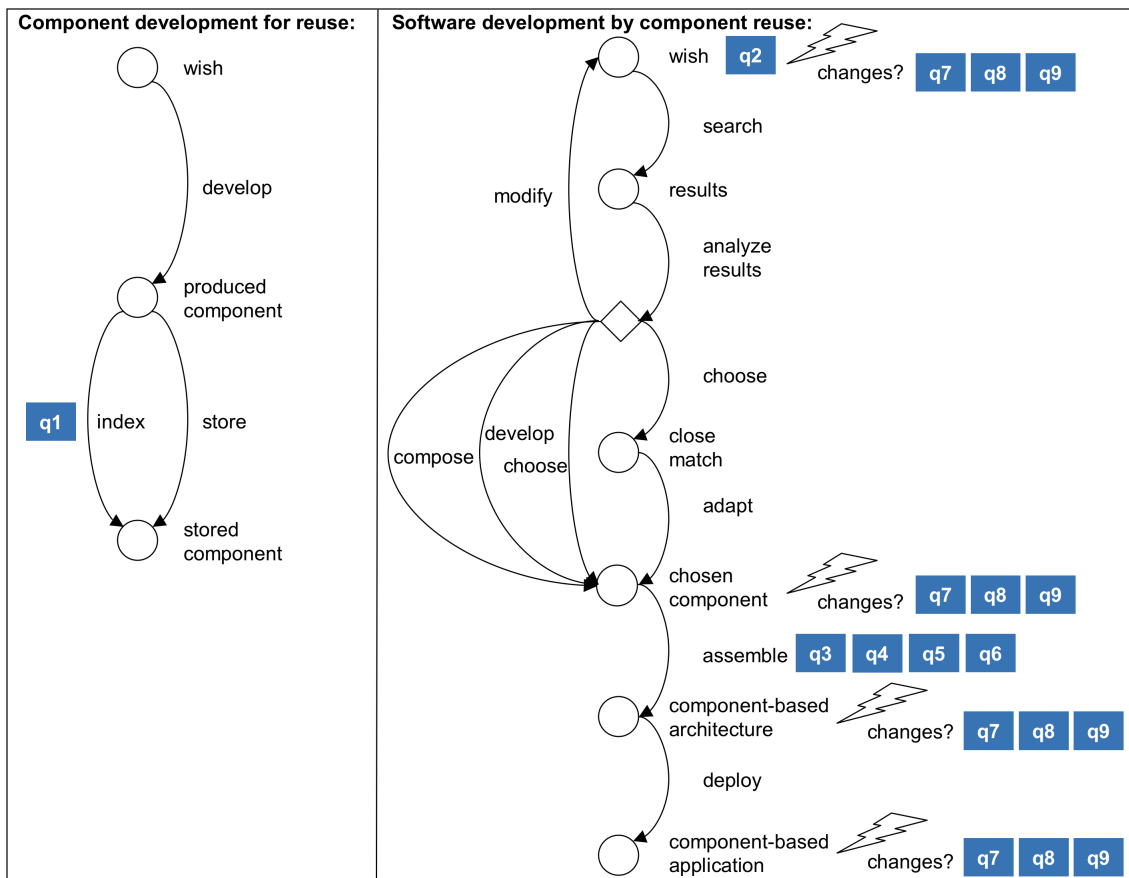 Component development for reuse:
wish
develop
produced
component
q1
index
store
stored
component
Software development by component reuse:
wish
q2
changes?
q7
q8
q9
search
modify
results
analyze
results
choose
compose
develop
choose
close
match
adapt
chosen
component
changes?
q7
q8
q9
assemble
q3
q4
q5
q6
component-based
architecture
changes?
q7
q8
q9
deploy
component-based
application
changes?
q7
q8
q9